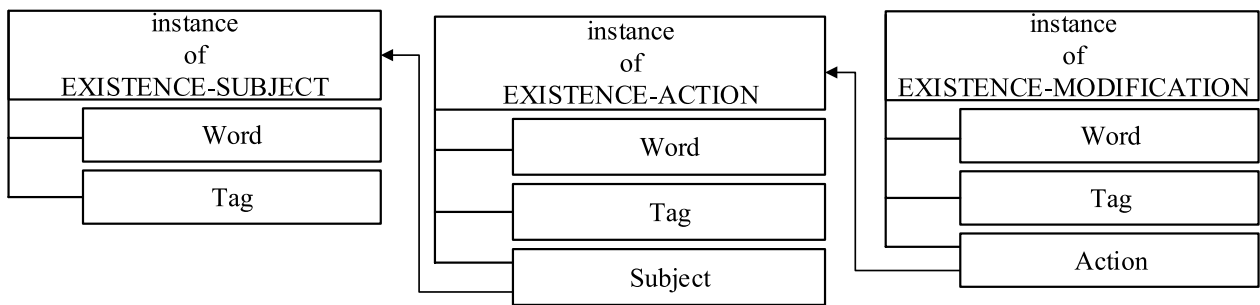 instance
of
EXISTENCE-SUBJECT
Word
Tag
instance
of
EXISTENCE-ACTION
Word
Tag
Subject
instance
of
EXISTENCE-MODIFICATION
Word
Tag
Action